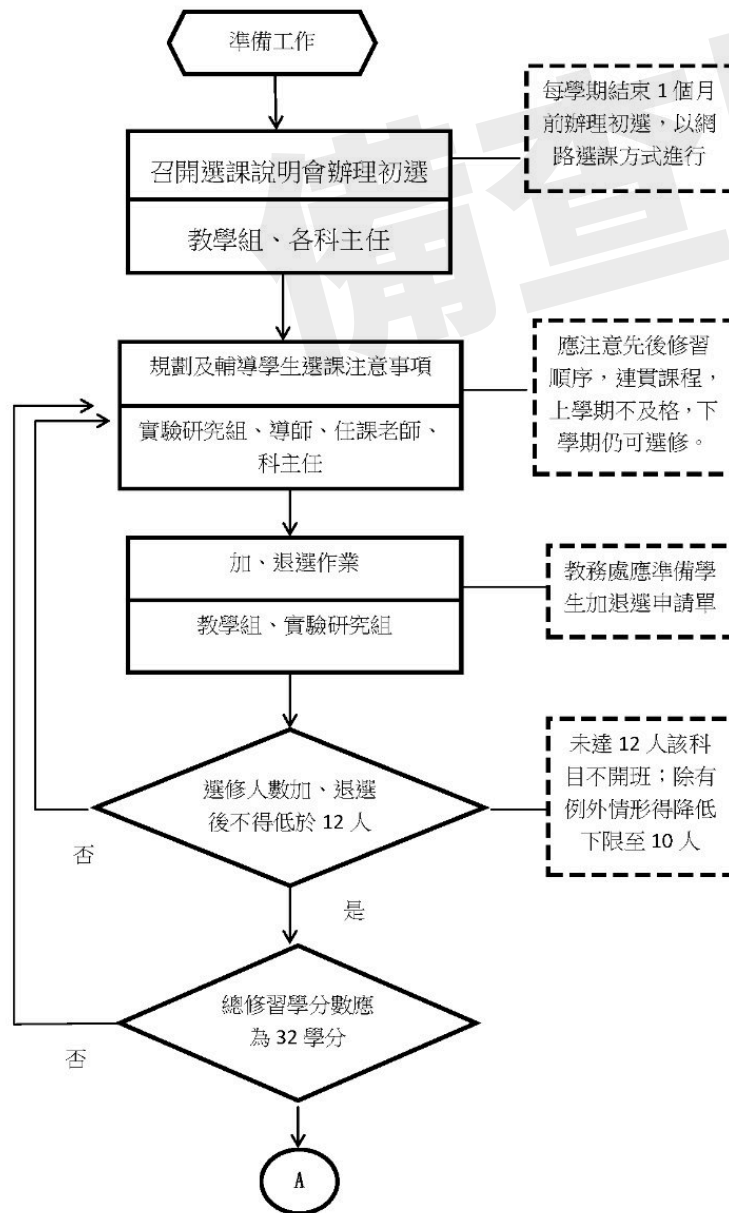 準備工作
每學期結束 1 個月
前辦理初選，以網
路選課方式進行
召開選課說明會辦理初選
教學組、各科主任
規劃及輔導學生選課注意事項
實驗研究組、導師、任課老師、
科主任
應注意先後修習
順序，連貫課程，
上學期不及格，下
學期仍可選修。
加、退選作業
教學組、實驗研究組
教務處應準備學
生加退選申請單
選修人數加、退選
後不得低於 12 人
未達 12 人該科
目不開班；除有
例外情形得降低
下限至 10 人
否
是
總修習學分數應
為 32 學分
否
A
備查